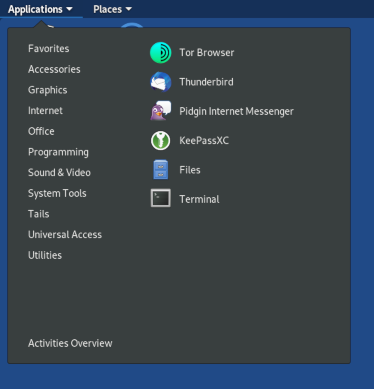 Applications Places
Favorites
Accessories
Graphics
Internet
Office
Programming
Sound & Video
System Tools
Tails
Universal Access
Utilities
Activities Overview
Tor Browser
Thunderbird
Pidgin Internet Messenger
KeePassXC
Files
Terminal